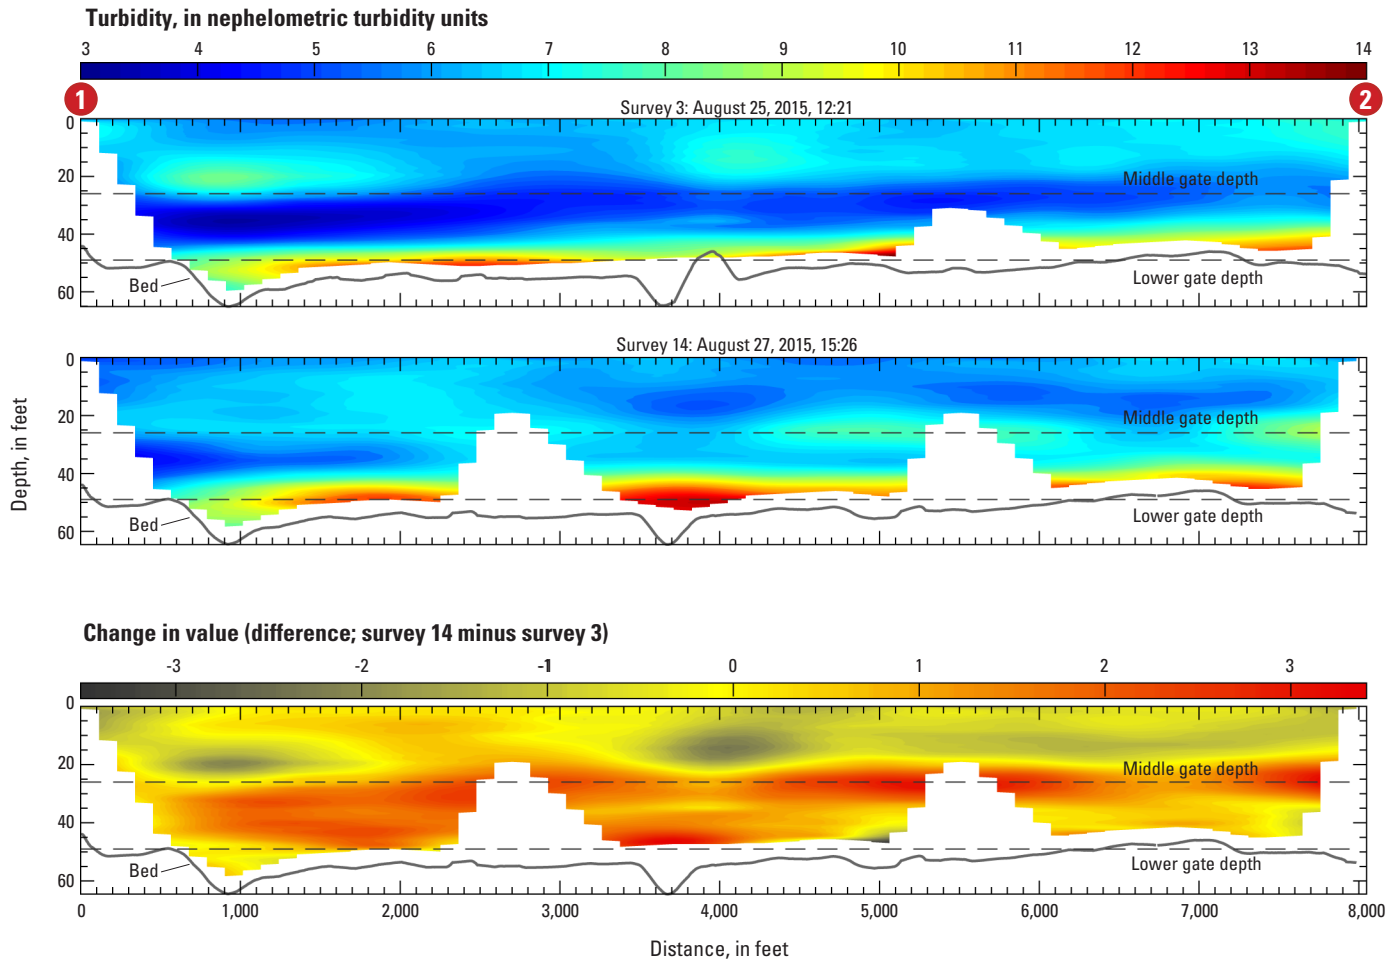 Turbidity, in nephelometric turbidity units
3 4 5 6 7 8 9 10 11 12 13 14
1 2
Survey 3: August 25, 2015, 12:21
0
20
40
60
Middle gate depth
Lower gate depth
Bed
Survey 14: August 27, 2015, 15:26
0
20
40
60
Middle gate depth
Lower gate depth
Bed
Depth, in feet
Change in value (difference; survey 14 minus survey 3)
-3 -2 -1 0 1 2 3
0
20
40
60
Middle gate depth
Lower gate depth
Bed
0 1,000 2,000 3,000 4,000 5,000 6,000 7,000 8,000
Distance, in feet